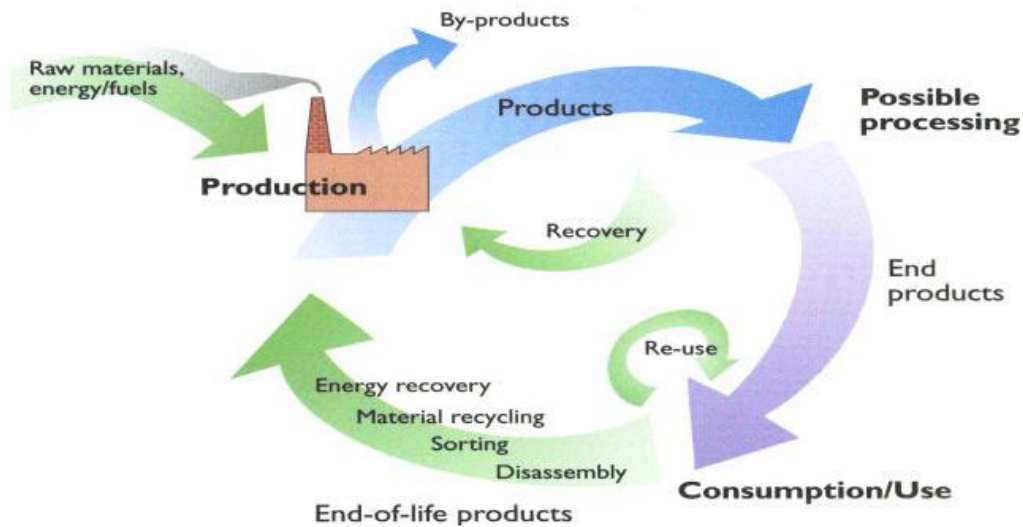 By-products
Raw materials,
energy/fuels
Products
Possible
processing
Production
Recovery
End
products
Re-use
Energy recovery
Material recycling
Sorting
Disassembly
Consumption/Use
End-of-life products